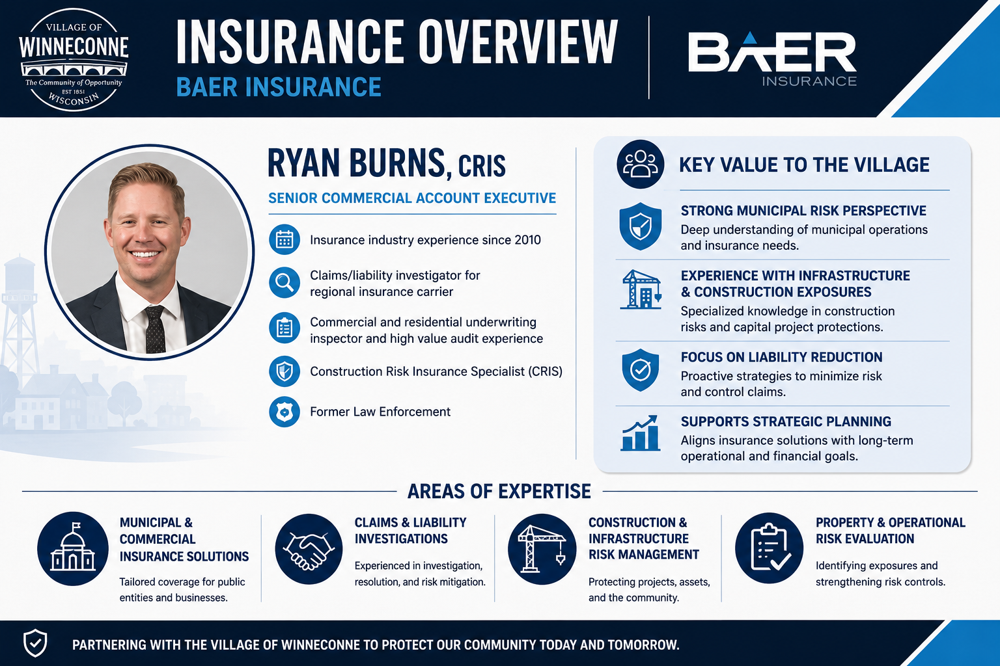 VILLAGE OF
WINNECONNE
The Community of Opportunity
EST 1851
WISCONSIN
INSURANCE OVERVIEW
BAER INSURANCE
BAER
INSURANCE
RYAN BURNS, CRIS
SENIOR COMMERCIAL ACCOUNT EXECUTIVE
Insurance industry experience since 2010
Claims/liability investigator for
regional insurance carrier
Commercial and residential underwriting
inspector and high value audit experience
Construction Risk Insurance Specialist (CRIS)
Former Law Enforcement
KEY VALUE TO THE VILLAGE
STRONG MUNICIPAL RISK PERSPECTIVE
Deep understanding of municipal operations
and insurance needs.
EXPERIENCE WITH INFRASTRUCTURE
& CONSTRUCTION EXPOSURES
Specialized knowledge in construction
risks and capital project protections.
FOCUS ON LIABILITY REDUCTION
Proactive strategies to minimize risk
and control claims.
SUPPORTS STRATEGIC PLANNING
Aligns insurance solutions with long-term
operational and financial goals.
AREAS OF EXPERTISE
MUNICIPAL &
COMMERCIAL
INSURANCE SOLUTIONS
Tailored coverage for public
entities and businesses.
CLAIMS & LIABILITY
INVESTIGATIONS
Experienced in investigation,
resolution, and risk mitigation.
CONSTRUCTION &
INFRASTRUCTURE
RISK MANAGEMENT
Protecting projects, assets,
and the community.
PROPERTY & OPERATIONAL
RISK EVALUATION
Identifying exposures and
strengthening risk controls.
PARTNERING WITH THE VILLAGE OF WINNECONNE TO PROTECT OUR COMMUNITY TODAY AND TOMORROW.